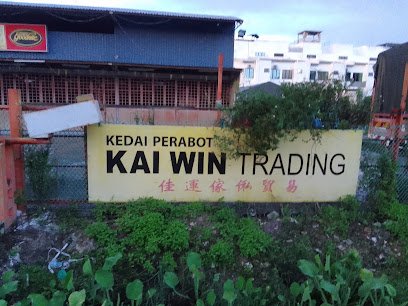 KEDAI PERABOT
KAI WIN TRADING
佳運傢俬貿易